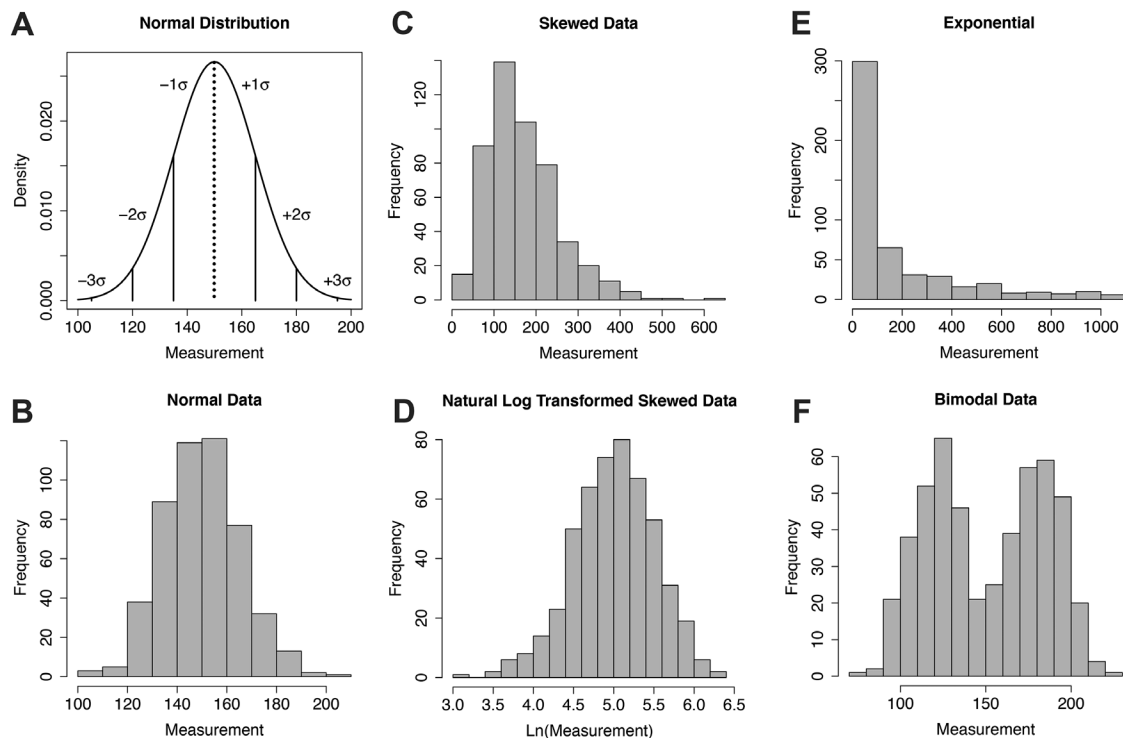 A
Normal Distribution
Density
0.000
0.010
0.020
−3σ
−2σ
−1σ
+1σ
+2σ
+3σ
100 120 140 160 180 200
Measurement
C
Skewed Data
Frequency
0 40 80 120
0 100 200 300 400 500 600
Measurement
E
Exponential
Frequency
0 50 100 200 300
0 200 400 600 800 1000
Measurement
B
Normal Data
Frequency
0 20 40 60 80 100
100 120 140 160 180 200
Measurement
D
Natural Log Transformed Skewed Data
Frequency
0 20 40 60 80
3.0 3.5 4.0 4.5 5.0 5.5 6.0 6.5
Ln(Measurement)
F
Bimodal Data
Frequency
0 10 20 30 40 50 60
100 150 200
Measurement